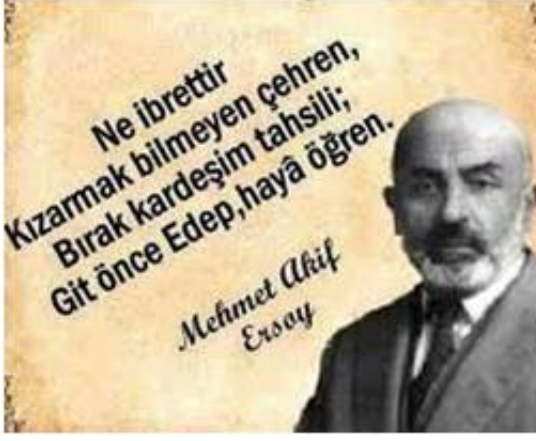 Ne ibrettir
Kızarmak bilmeyen çehren,
Bırak kardeşim tahsili;
Git önce Edep,hayâ öğren.
Mehmet Akif
Ersoy